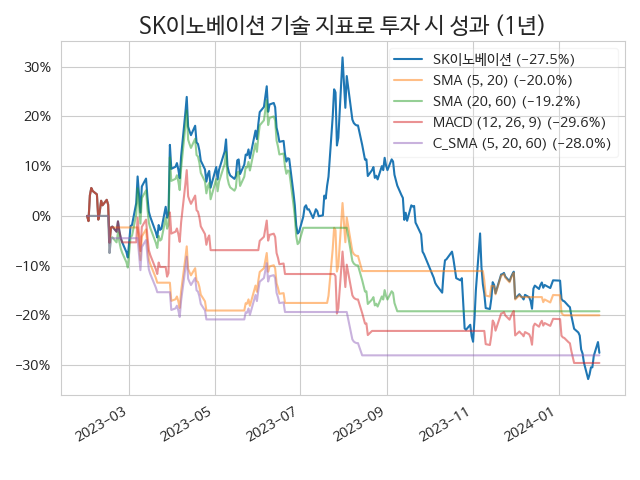 SK이노베이션 기술 지표로 투자 시 성과 (1년)
SK이노베이션 (−27.5%)
SMA (5, 20) (−20.0%)
SMA (20, 60) (−19.2%)
MACD (12, 26, 9) (−29.6%)
C_SMA (5, 20, 60) (−28.0%)
30%
20%
10%
0%
−10%
−20%
−30%
2023−03
2023−05
2023−07
2023−09
2023−11
2024−01